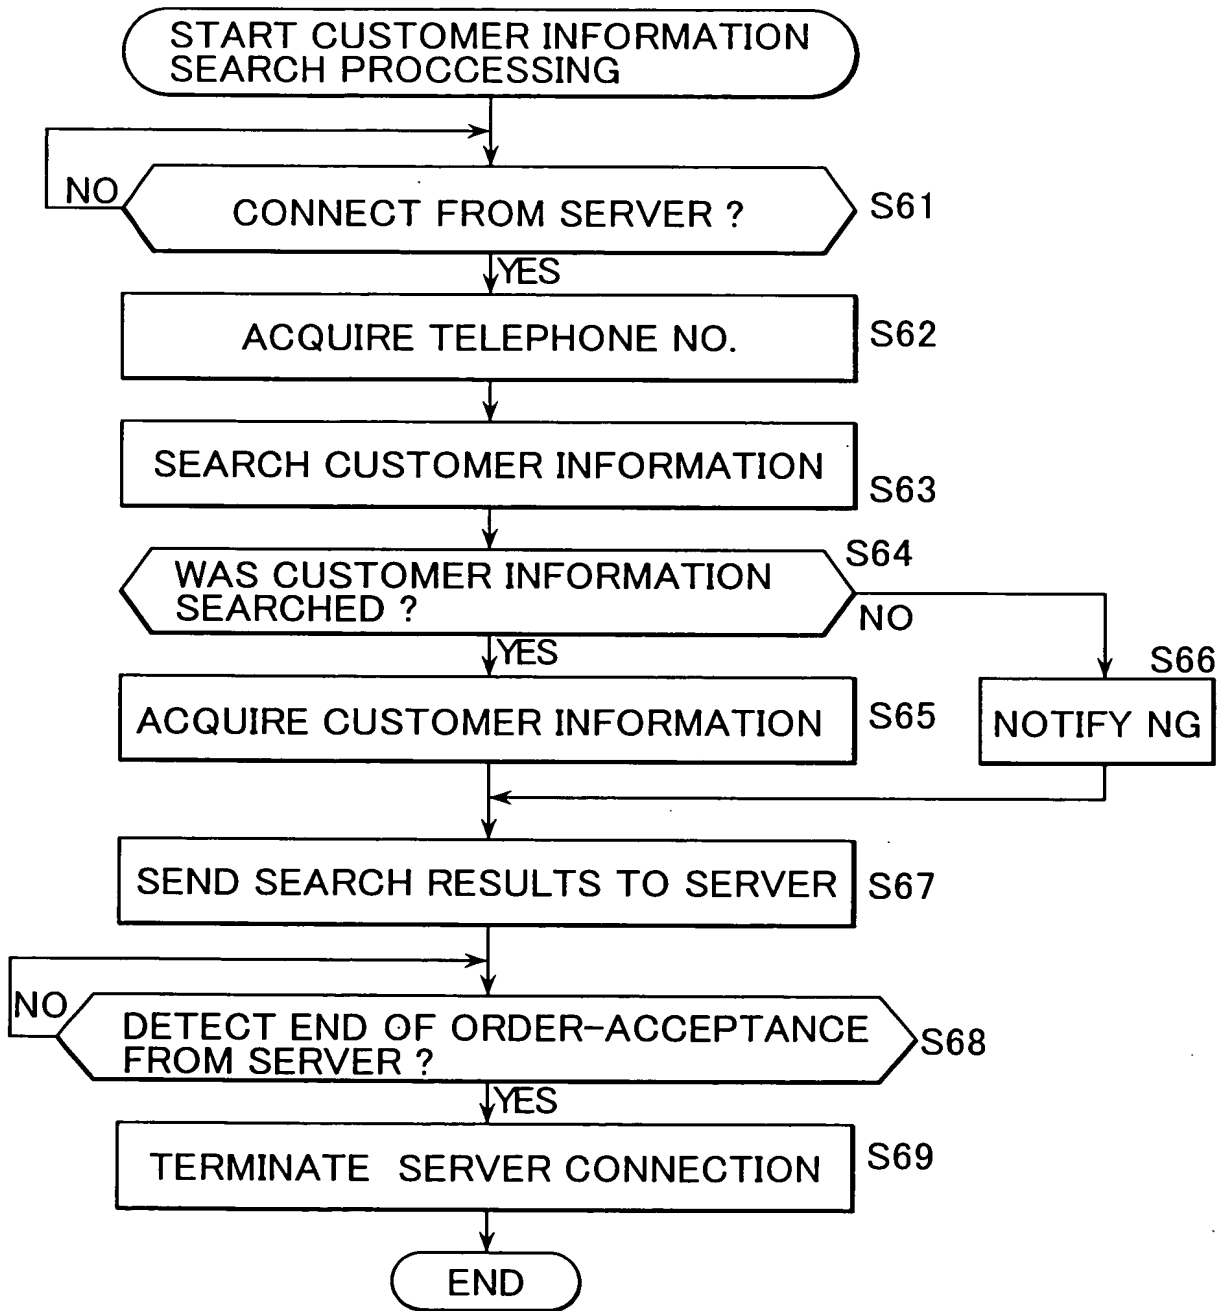 START CUSTOMER INFORMATION
SEARCH PROCCESSING
NO
CONNECT FROM SERVER ?
S61
YES
ACQUIRE TELEPHONE NO.
S62
SEARCH CUSTOMER INFORMATION
S63
S64
WAS CUSTOMER INFORMATION
SEARCHED ?
NO
YES
S66
ACQUIRE CUSTOMER INFORMATION
S65
NOTIFY NG
SEND SEARCH RESULTS TO SERVER
S67
NO
DETECT END OF ORDER-ACCEPTANCE
FROM SERVER ?
S68
YES
TERMINATE SERVER CONNECTION
S69
END